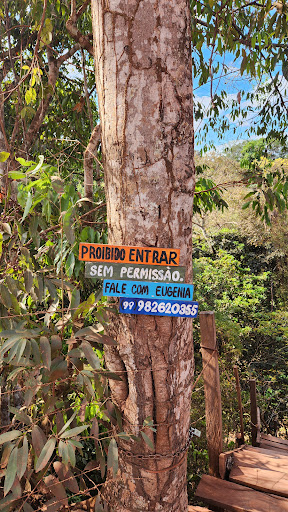 PROIBIDO ENTRAR
SEM PERMISSÃO.
FALE COM EUGENIA
99 982620355